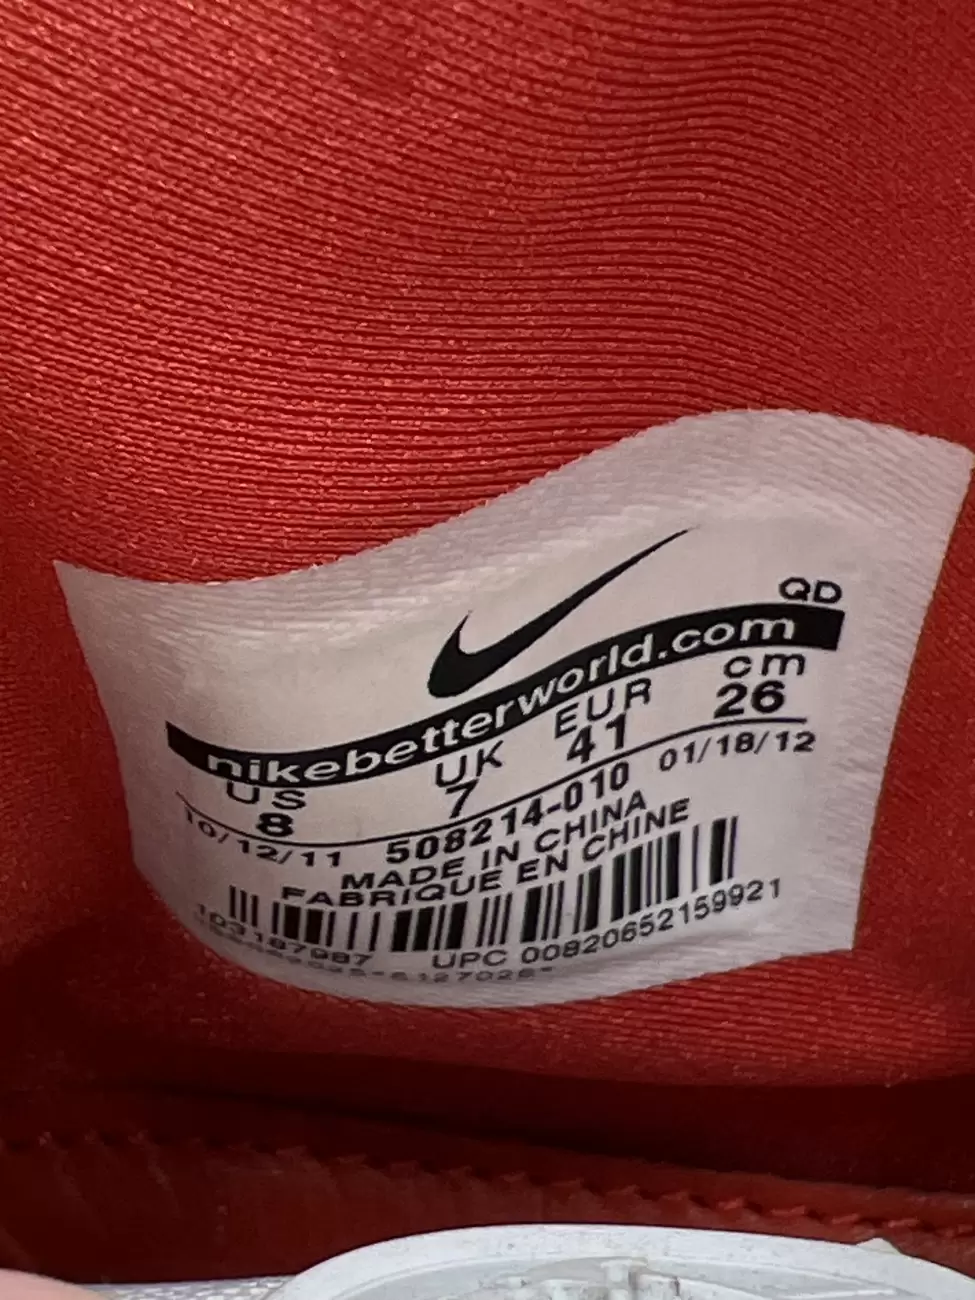 QD
nikebetterworld.com
US UK EUR cm
8 7 41 26
10/12/11 508214-010 01/18/12
MADE IN CHINA
FABRIQUE EN CHINE
103187987 UPC 00820652159921